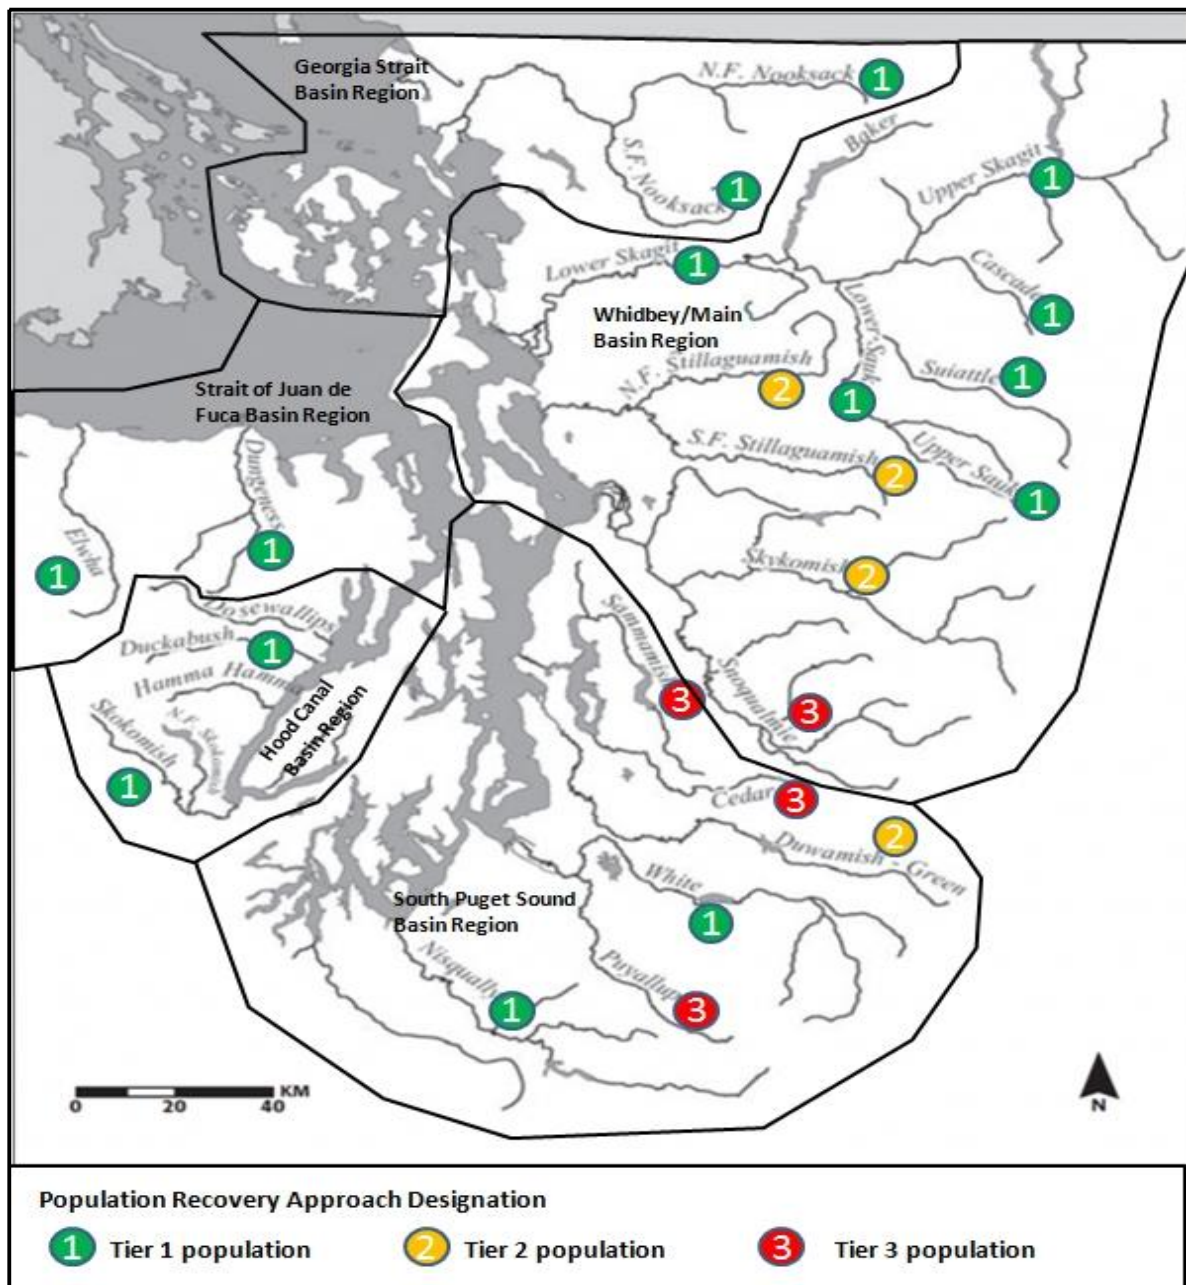 Georgia Strait
Basin Region
N.F. Nooksack
1
S.F. Nooksack
1
Baker
Upper Skagit
1
Lower Skagit
1
Cascade
1
Whidbey/Main
Basin Region
Lower Sauk
1
Suiattle
1
N.F. Stillaguamish
2
Strait of Juan de
Fuca Basin Region
S.F. Stillaguamish
2
Upper Sauk
1
Dungeness
1
Elwha
1
Skykomish
2
Dosewallips
Duckabush
1
Hamma Hamma
Sammamish
3
Snoqualmie
3
Skokomish
1
N.F. Skokomish
Hood Canal
Basin Region
Cedar
3
Duwamish - Green
2
White
1
South Puget Sound
Basin Region
Nisqually
1
Puyallup
3
KM
0 20 40
N
Population Recovery Approach Designation
1 Tier 1 population
2 Tier 2 population
3 Tier 3 population